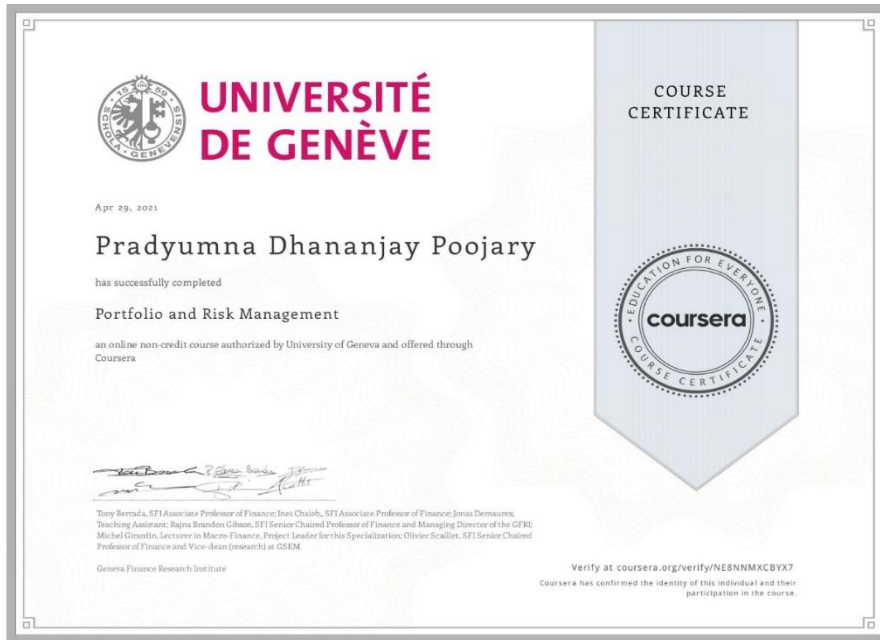 UNIVERSITÉ
DE GENÈVE
SCHOLA GENEVENSIS
1559
COURSE
CERTIFICATE
Apr 29, 2021
Pradyumna Dhananjay Poojary
has successfully completed
Portfolio and Risk Management
an online non-credit course authorized by University of Geneva and offered through
Coursera
EDUCATION FOR EVERYONE
coursera
COURSE CERTIFICATE
Tony Berrada, SFI Associate Professor of Finance; Ines Chaieb, SFI Associate Professor of Finance; Jonas Demaurex,
Teaching Assistant; Rajna Brandon Gibson, SFI Senior Chaired Professor of Finance and Managing Director of the GFRI;
Michel Girardin, Lecturer in Macro-Finance, Project Leader for this Specialization; Olivier Scaillet, SFI Senior Chaired
Professor of Finance and Vice-dean (research) at GSEM
Geneva Finance Research Institute
Verify at coursera.org/verify/NE8NNMXCBYX7
Coursera has confirmed the identity of this individual and their
participation in the course.